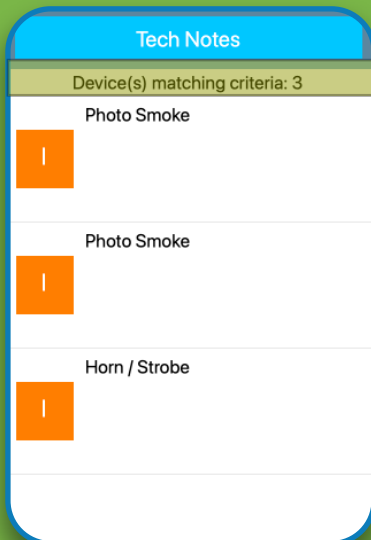 Tech Notes
Device(s) matching criteria: 3
Photo Smoke
I
Photo Smoke
I
Horn / Strobe
I